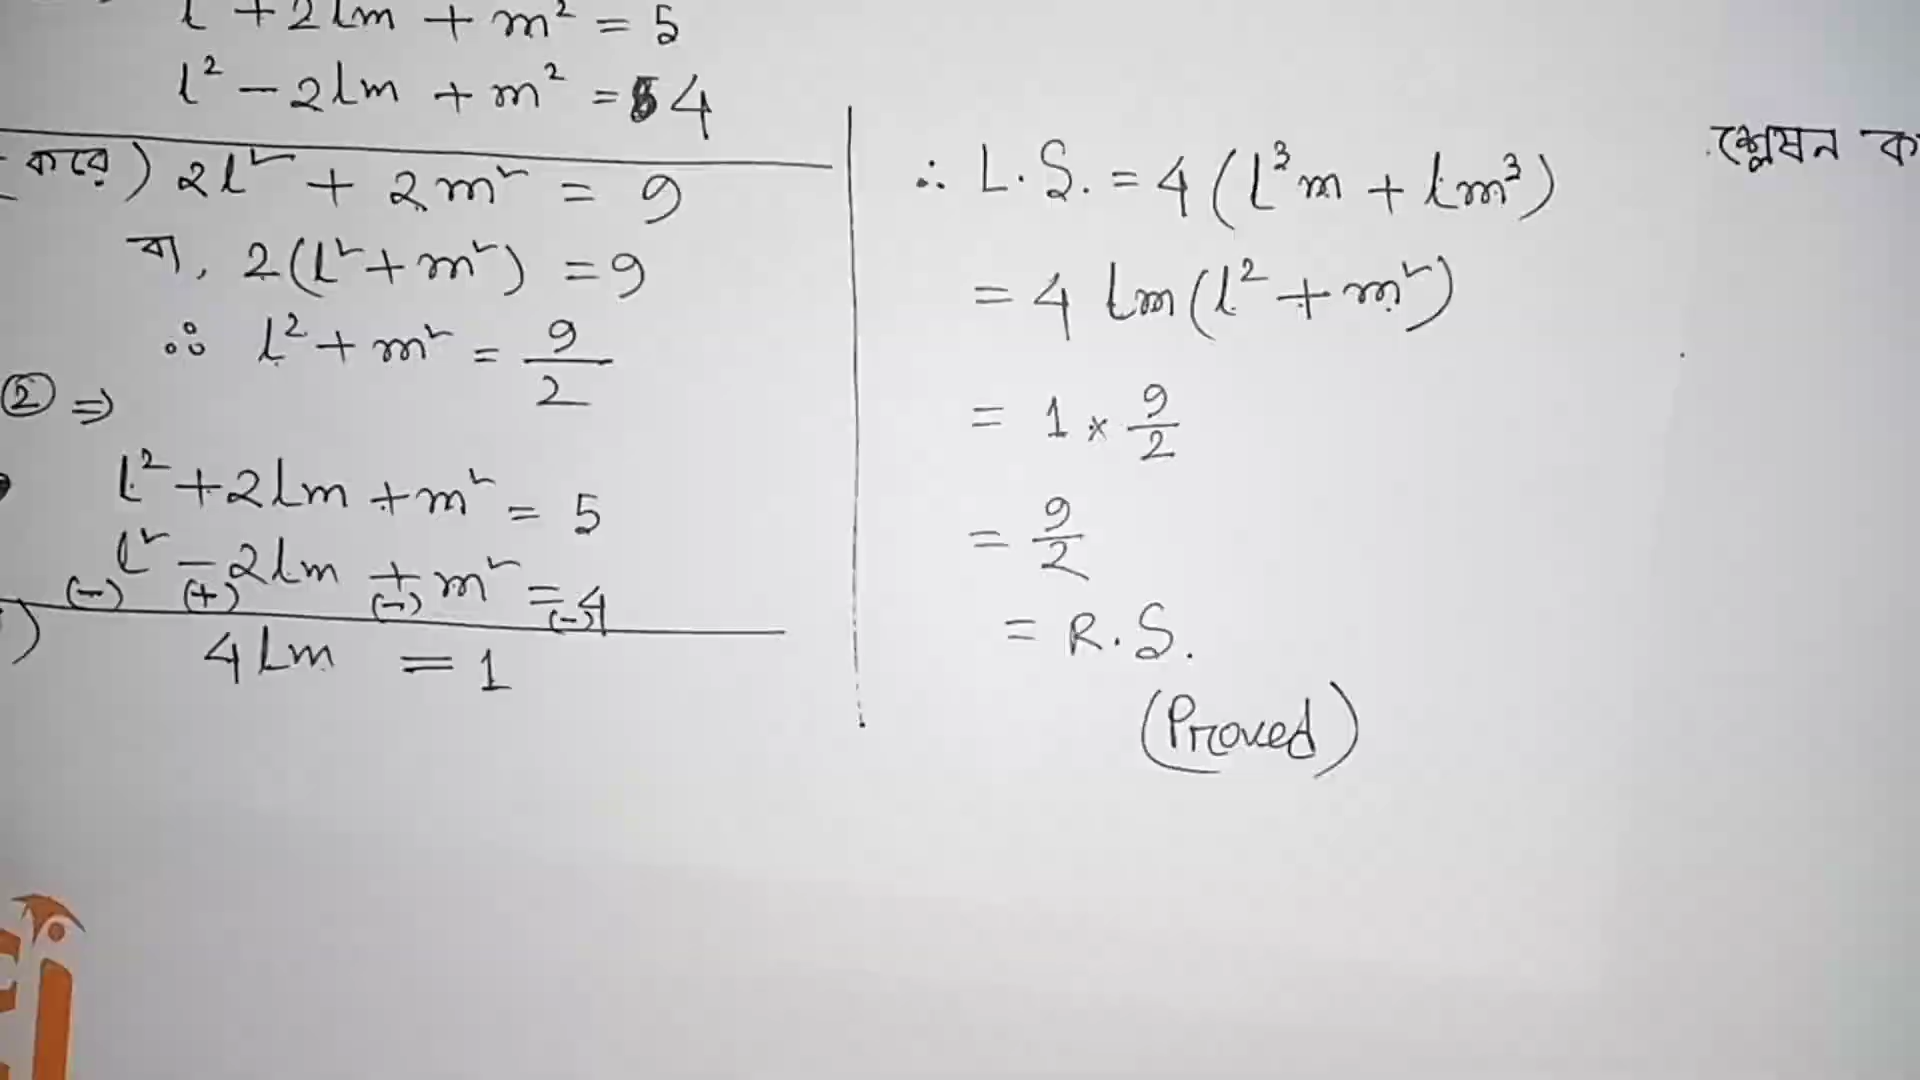 l² + 2lm + m² = 5
l² - 2lm + m² = 4
করে) 2l² + 2m² = 9
বা, 2(l² + m²) = 9
∴ l² + m² = 9/2
② ⇒
l² + 2lm + m² = 5
l² - 2lm + m² = 4
(-) (+) (-) (-)
) 4lm = 1
∴ L.S. = 4(l³m + lm³)
= 4 lm(l² + m²)
= 1 × 9/2
= 9/2
= R.S.
(Proved)